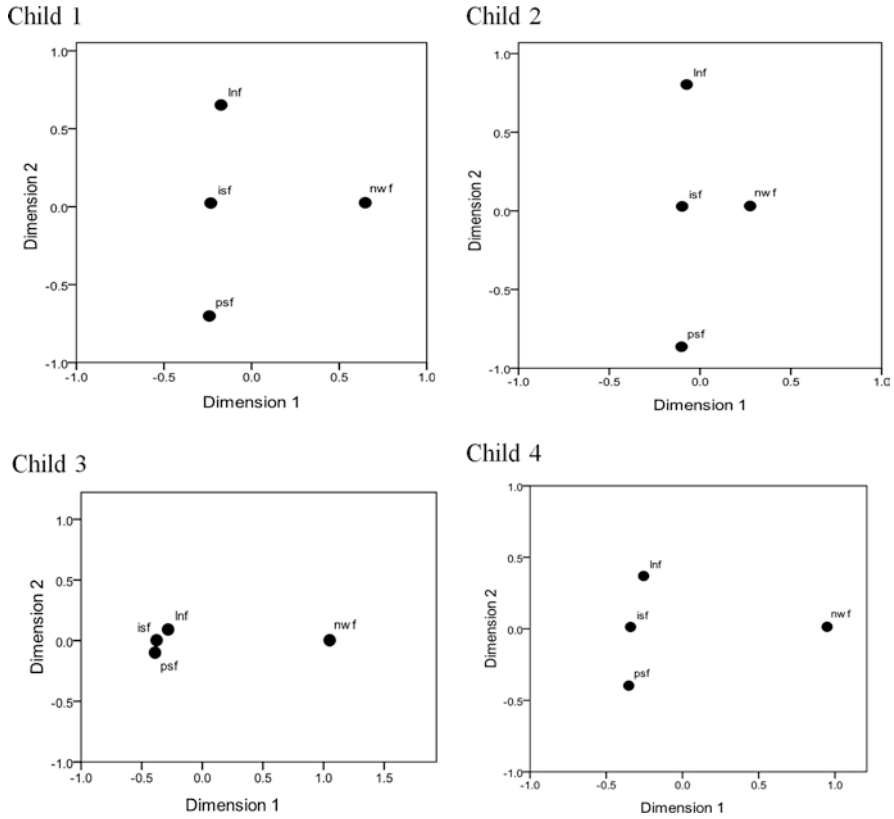 Child 1
1.0
lnf
0.5
isf
nwf
0.0
Dimension 2
-0.5
psf
-1.0
-1.0 -0.5 0.0 0.5 1.0
Dimension 1
Child 2
1.0
lnf
0.5
isf
nwf
0.0
Dimension 2
-0.5
psf
-1.0
-1.0 -0.5 0.0 0.5 1.0
Dimension 1
Child 3
1.0
0.5
lnf
isf
nwf
0.0
psf
Dimension 2
-0.5
-1.0
-1.0 -0.5 0.0 0.5 1.0 1.5
Dimension 1
Child 4
1.0
0.5
lnf
isf
nwf
0.0
Dimension 2
psf
-0.5
-1.0
-1.0 -0.5 0.0 0.5 1.0
Dimension 1